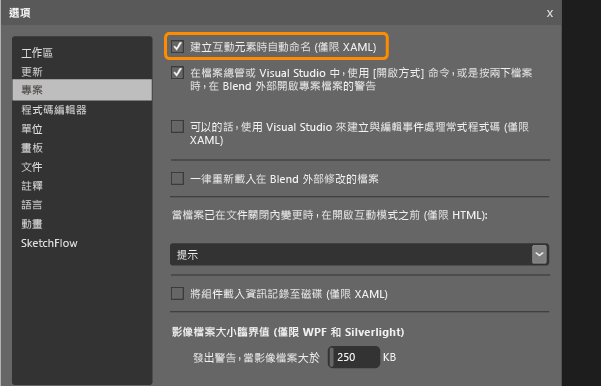 選項
x
工作區
更新
專案
程式碼編輯器
單位
畫板
文件
註釋
語言
動畫
SketchFlow
建立互動元素時自動命名 (僅限 XAML)
在檔案總管或 Visual Studio 中，使用 [開啟方式] 命令，或是按兩下檔案
時，在 Blend 外部開啟專案檔案的警告
可以的話，使用 Visual Studio 來建立與編輯事件處理常式程式碼 (僅限
XAML)
一律重新載入在 Blend 外部修改的檔案
當檔案已在文件關閉內變更時，在開啟互動模式之前 (僅限 HTML):
提示
將組件載入資訊記錄至磁碟 (僅限 XAML)
影像檔案大小臨界值 (僅限 WPF 和 Silverlight)
發出警告，當影像檔案大於 250 KB